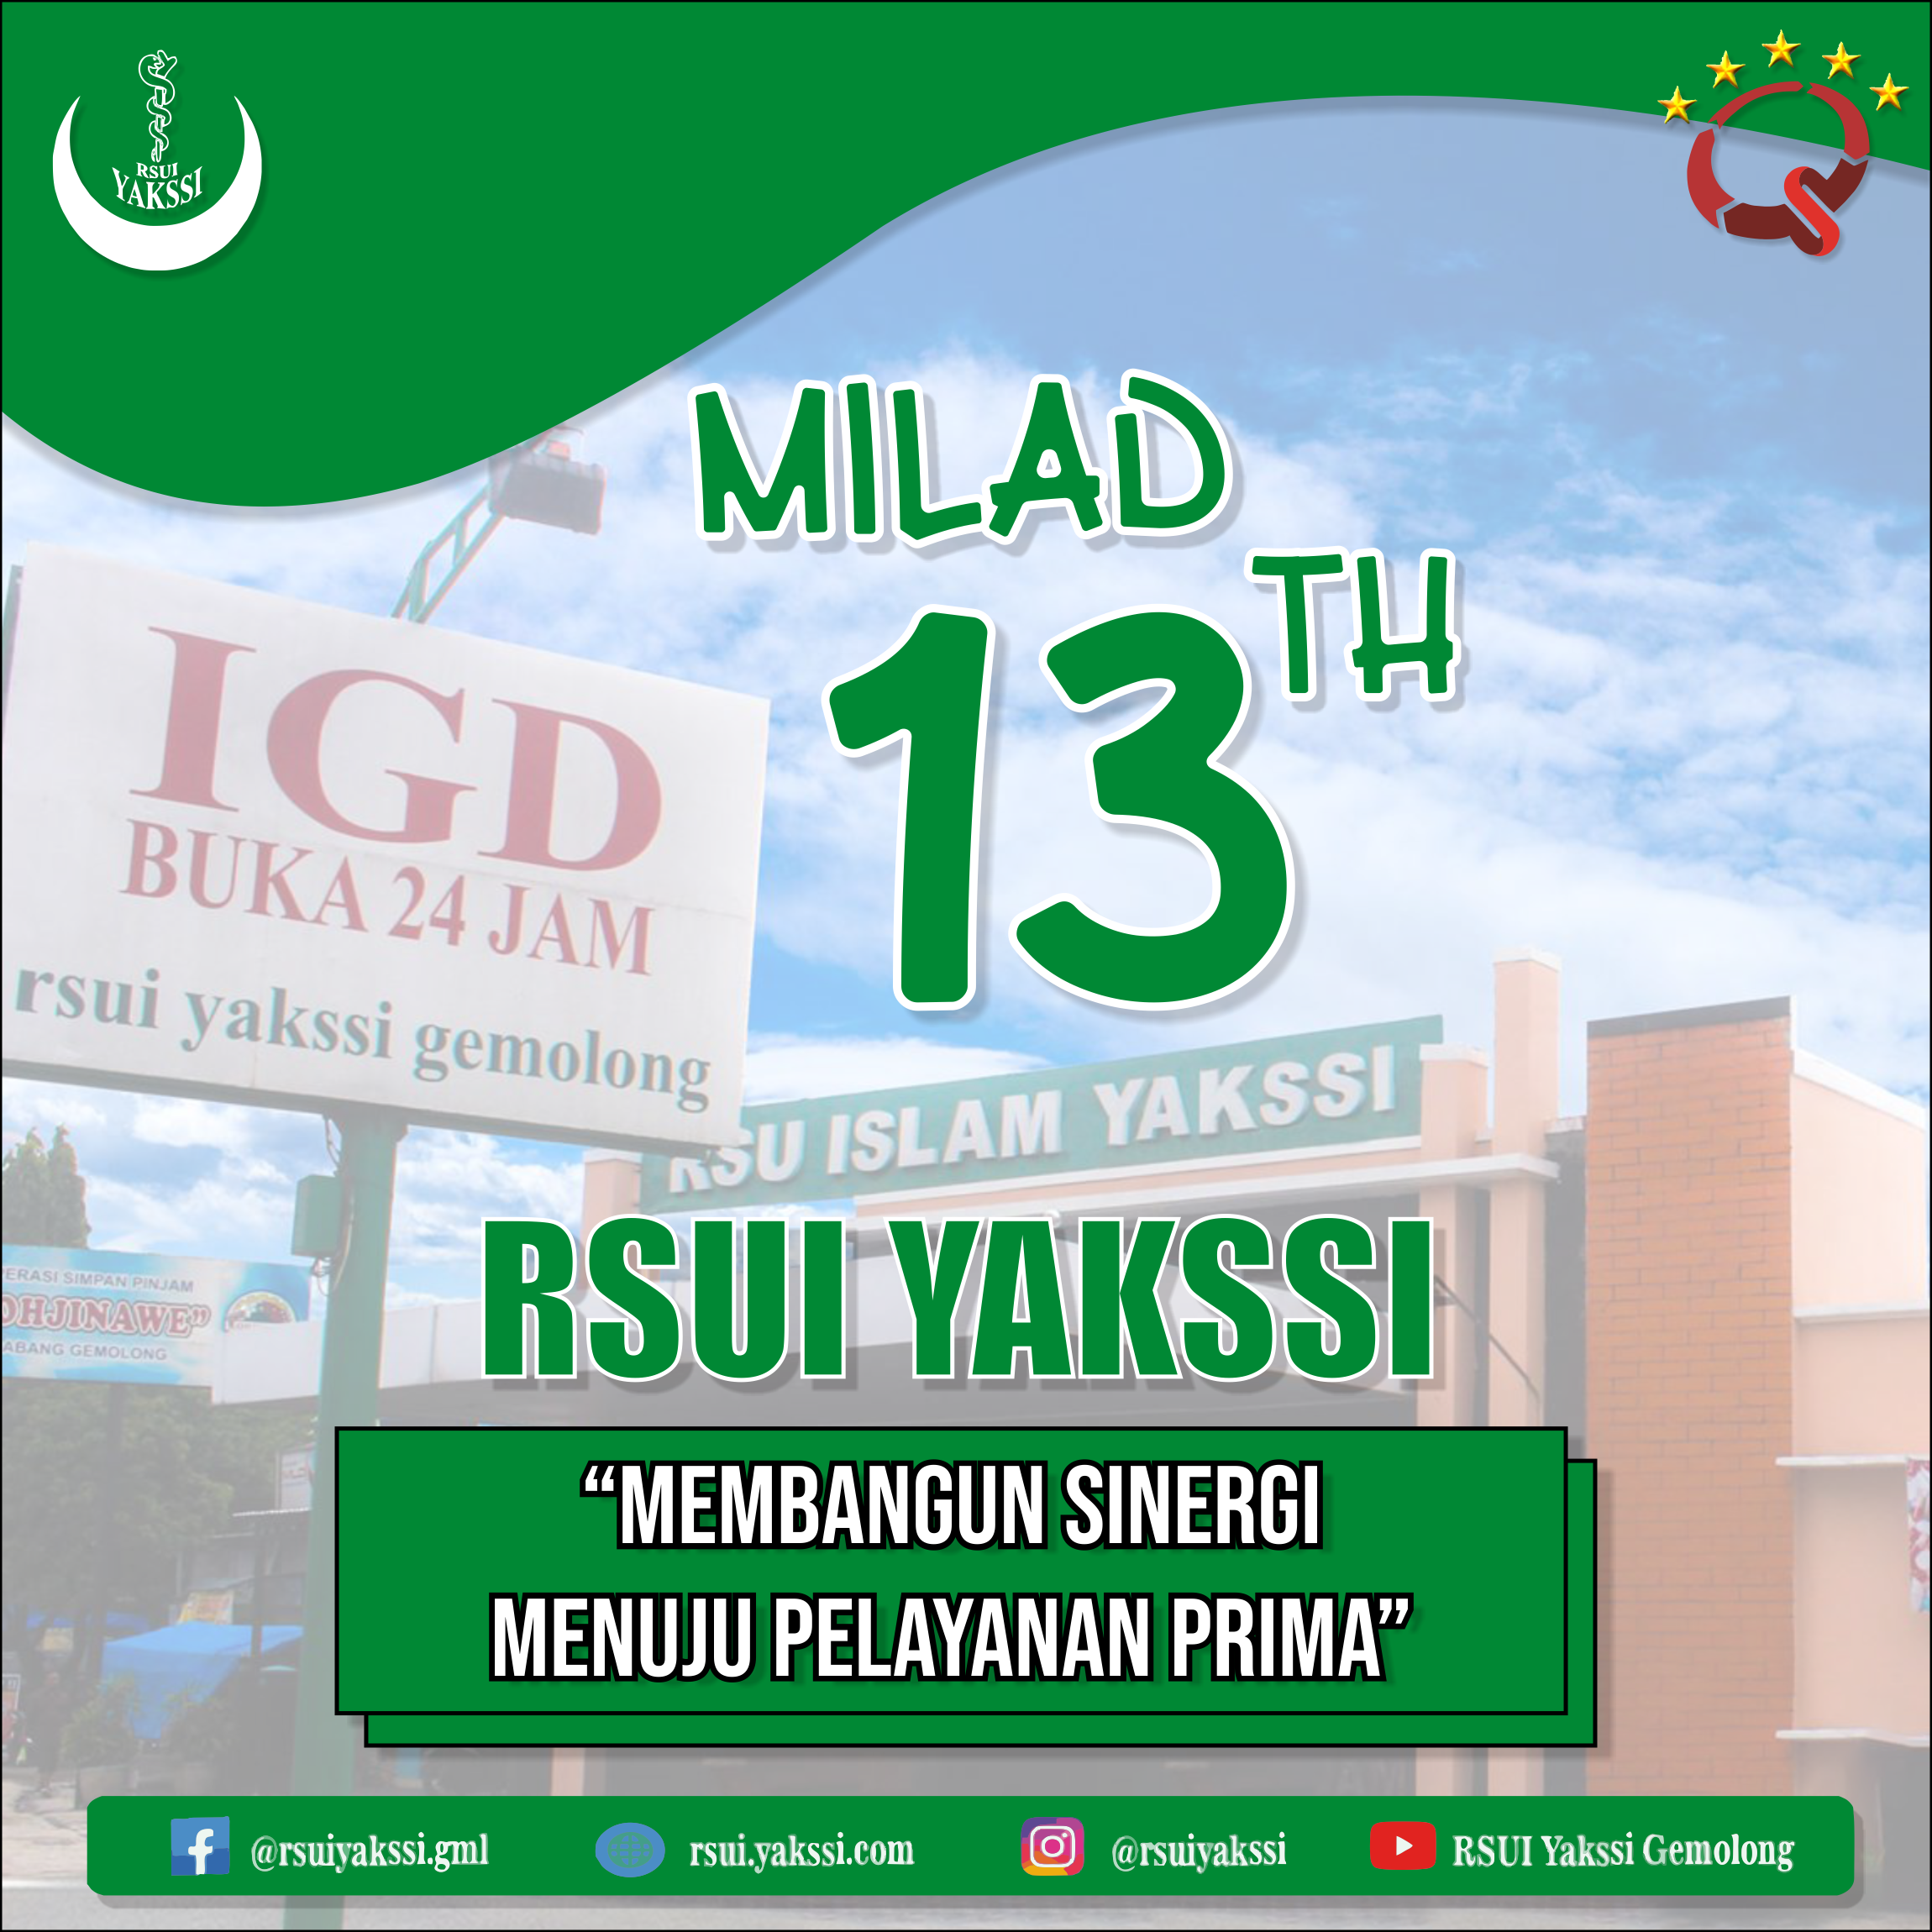 RSUI
YAKSSI
MILAD
13TH
IGD
BUKA 24 JAM
rsui yakssi gemolong
RSU ISLAM YAKSSI
RSUI YAKSSI
ERASI SIMPAN PINJAM
OHJINAWE”
ABANG GEMOLONG
“MEMBANGUN SINERGI
MENUJU PELAYANAN PRIMA”
@rsuiyakssi.gml
rsui.yakssi.com
@rsuiyakssi
RSUI Yakssi Gemolong